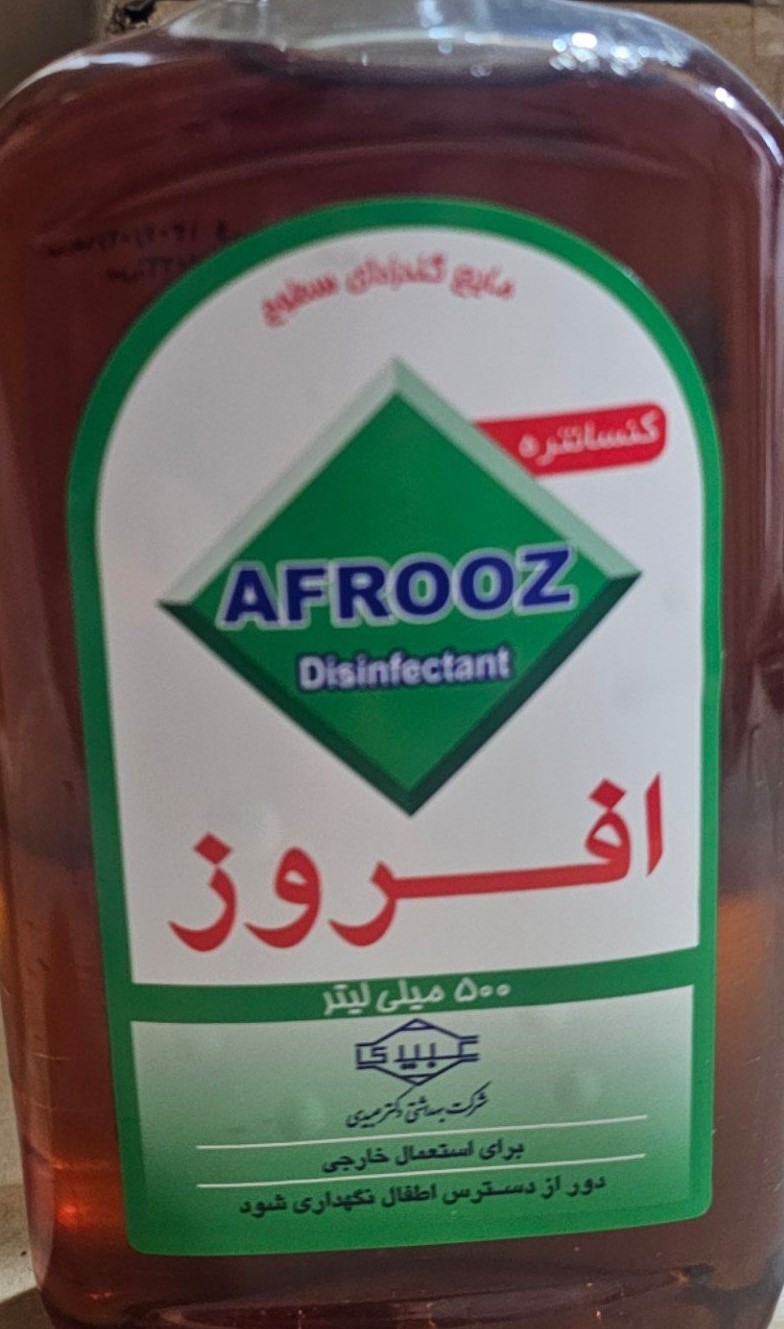 مایع گندزدای سطوح
کنسانتره
AFROOZ
Disinfectant
افروز
۵۰۰ میلی لیتر
عبیدی
شرکت بهداشتی دکتر عبیدی
برای استعمال خارجی
دور از دسترس اطفال نگهداری شود